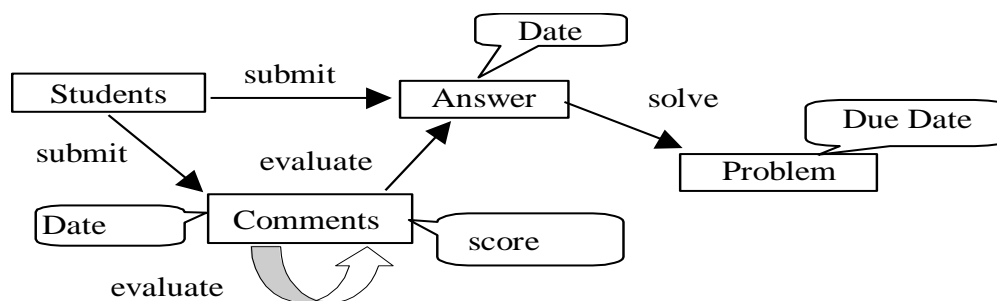 Date
submit
Students
Answer
solve
Due Date
submit
evaluate
Problem
Date
Comments
score
evaluate